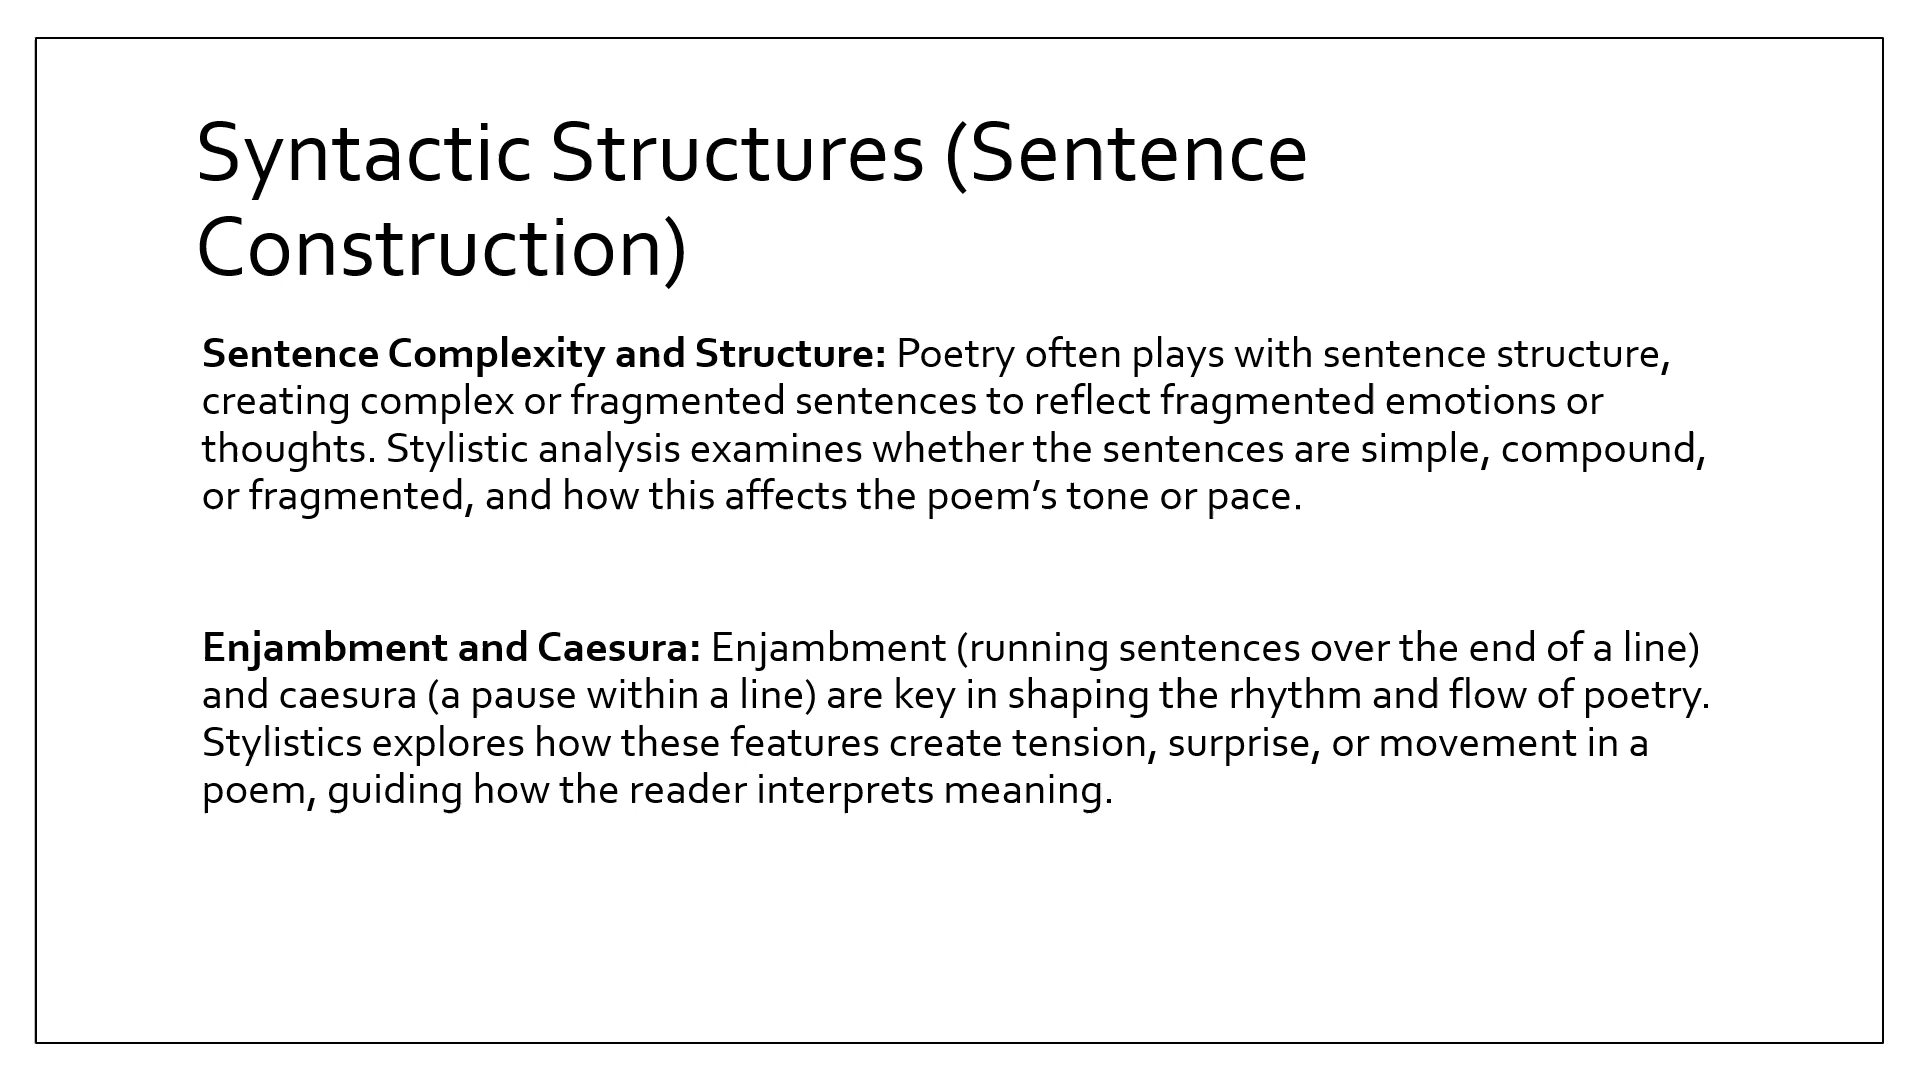 Syntactic Structures (Sentence
Construction)
Sentence Complexity and Structure: Poetry often plays with sentence structure,
creating complex or fragmented sentences to reflect fragmented emotions or
thoughts. Stylistic analysis examines whether the sentences are simple, compound,
or fragmented, and how this affects the poem’s tone or pace.
Enjambment and Caesura: Enjambment (running sentences over the end of a line)
and caesura (a pause within a line) are key in shaping the rhythm and flow of poetry.
Stylistics explores how these features create tension, surprise, or movement in a
poem, guiding how the reader interprets meaning.